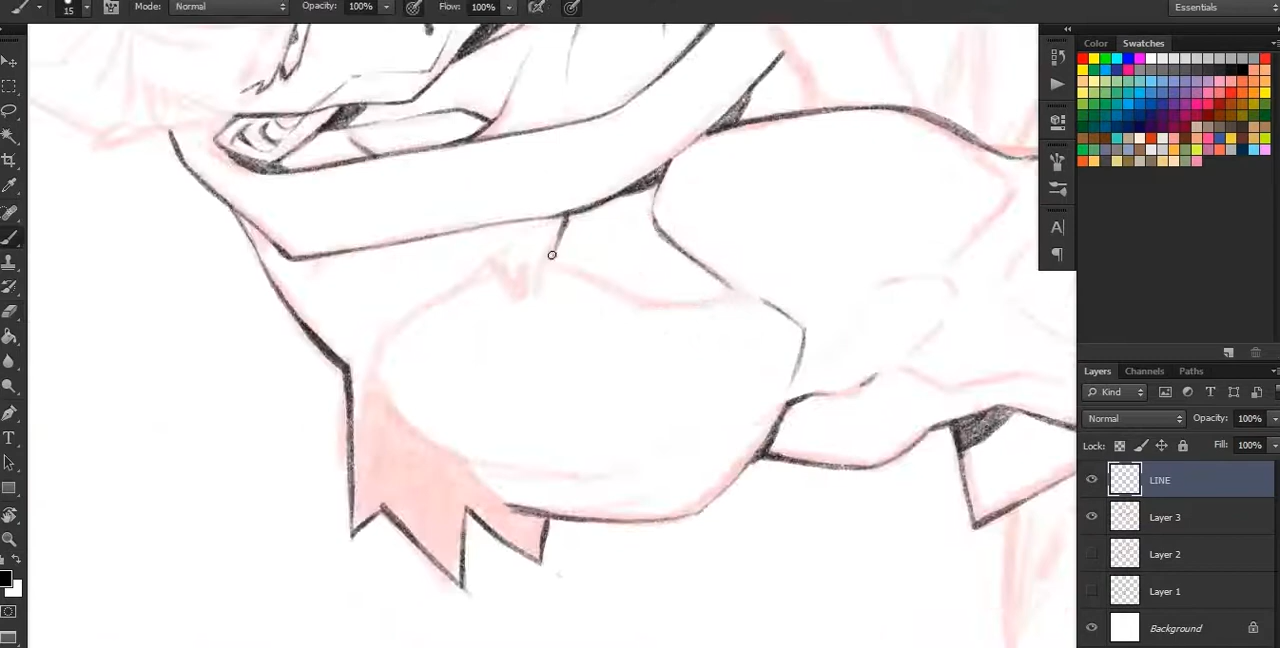 15 Mode: Normal Opacity: 100% Flow: 100% Essentials
Color Swatches
Layers Channels Paths
Kind
Normal Opacity: 100%
Lock: Fill: 100%
LINE
Layer 3
Layer 2
Layer 1
Background